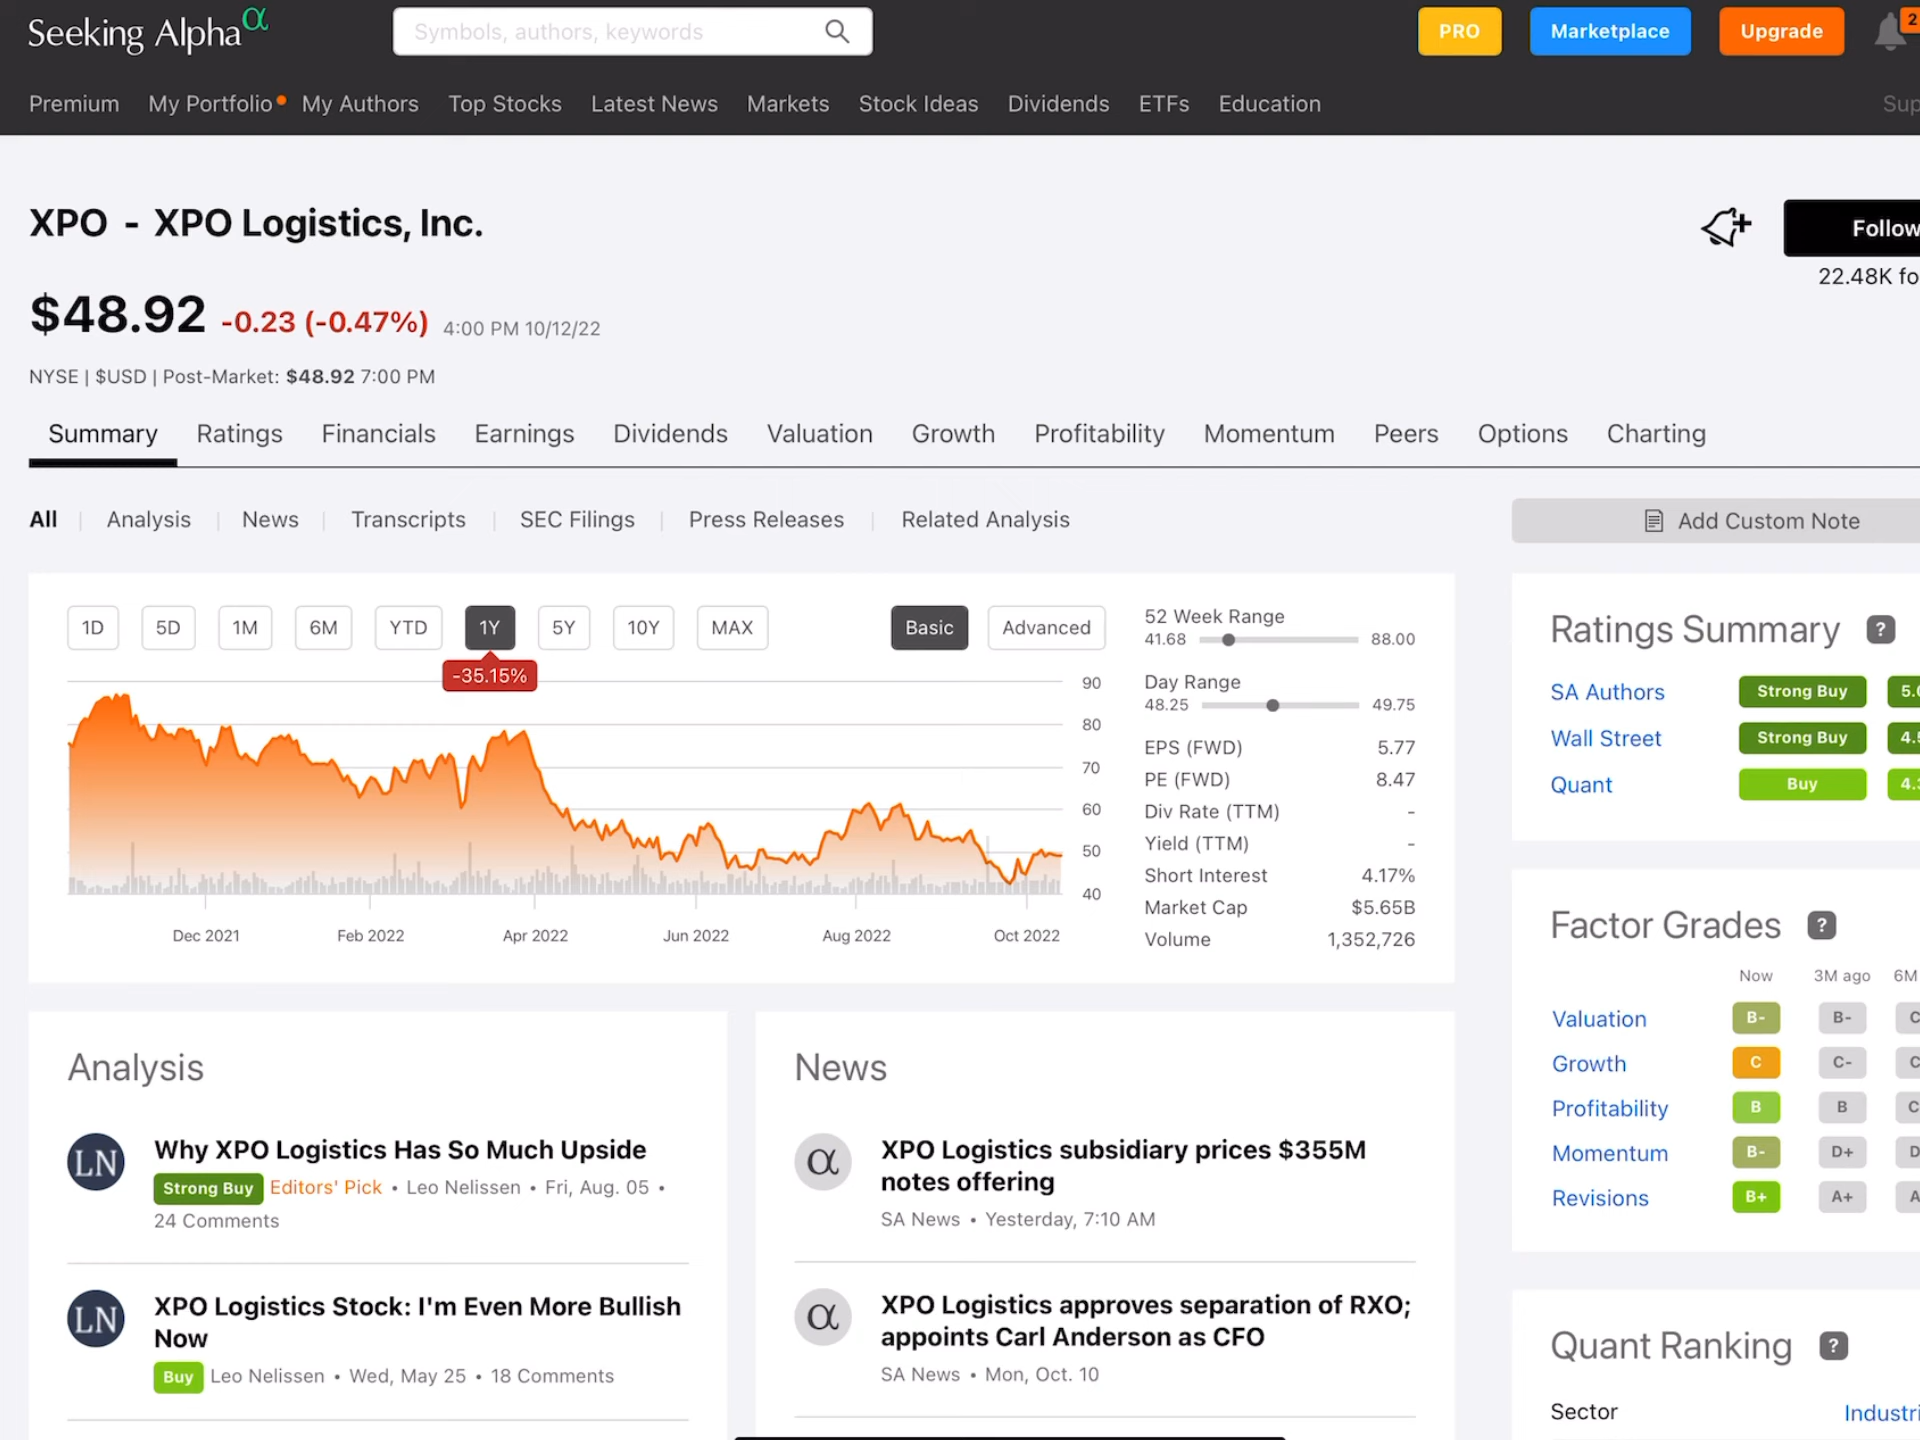 Seeking Alpha α
Symbols, authors, keywords
PRO
Marketplace
Upgrade
2
Premium My Portfolio My Authors Top Stocks Latest News Markets Stock Ideas Dividends ETFs Education
Sup
XPO - XPO Logistics, Inc.
Follow
22.48K fo
$48.92 -0.23 (-0.47%) 4:00 PM 10/12/22
NYSE | $USD | Post-Market: $48.92 7:00 PM
Summary Ratings Financials Earnings Dividends Valuation Growth Profitability Momentum Peers Options Charting
All | Analysis | News | Transcripts | SEC Filings | Press Releases | Related Analysis
Add Custom Note
1D 5D 1M 6M YTD 1Y 5Y 10Y MAX
Basic Advanced
-35.15%
90
80
70
60
50
40
Dec 2021 Feb 2022 Apr 2022 Jun 2022 Aug 2022 Oct 2022
52 Week Range
41.68 88.00
Day Range
48.25 49.75
EPS (FWD) 5.77
PE (FWD) 8.47
Div Rate (TTM) -
Yield (TTM) -
Short Interest 4.17%
Market Cap $5.65B
Volume 1,352,726
Ratings Summary ?
SA Authors Strong Buy 5.0
Wall Street Strong Buy 4.5
Quant Buy 4.3
Factor Grades ?
Now 3M ago 6M
Valuation B- B- C
Growth C C- C
Profitability B B C
Momentum B- D+ D
Revisions B+ A+ A
Quant Ranking ?
Sector Industri
Analysis
LN
Why XPO Logistics Has So Much Upside
Strong Buy Editors' Pick • Leo Nelissen • Fri, Aug. 05 •
24 Comments
LN
XPO Logistics Stock: I'm Even More Bullish
Now
Buy Leo Nelissen • Wed, May 25 • 18 Comments
News
α
XPO Logistics subsidiary prices $355M
notes offering
SA News • Yesterday, 7:10 AM
α
XPO Logistics approves separation of RXO;
appoints Carl Anderson as CFO
SA News • Mon, Oct. 10